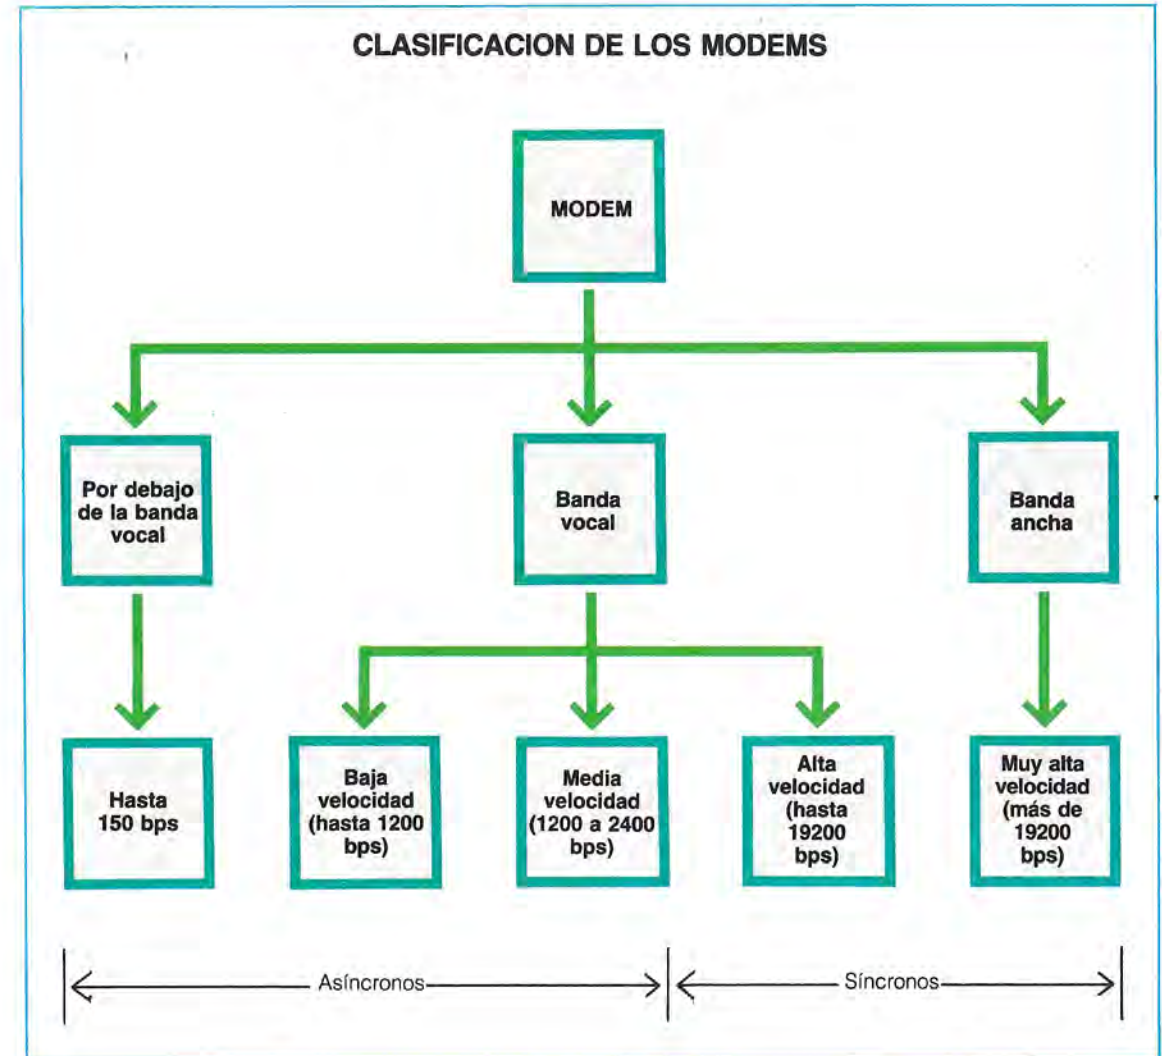 CLASIFICACION DE LOS MODEMS
MODEM
Por debajo
de la banda
vocal
Banda
vocal
Banda
ancha
Hasta
150 bps
Baja
velocidad
(hasta 1200
bps)
Media
velocidad
(1200 a 2400
bps)
Alta
velocidad
(hasta
19200
bps)
Muy alta
velocidad
(más de
19200
bps)
Asíncronos
Síncronos